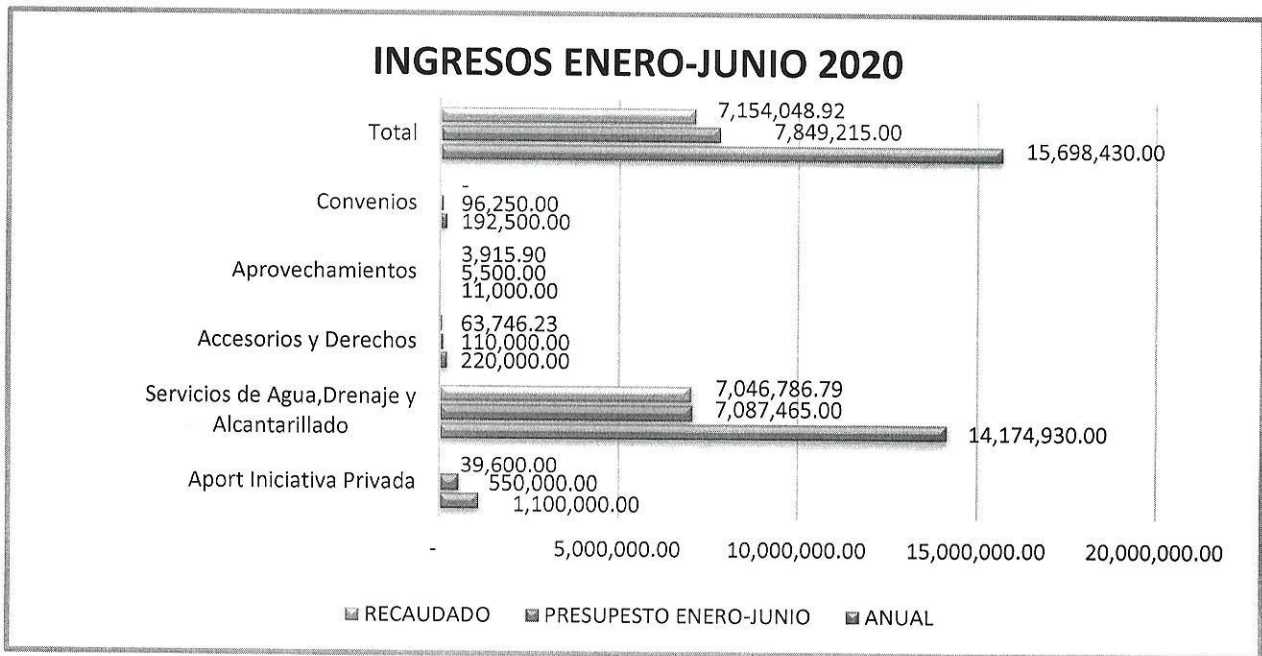 INGRESOS ENERO-JUNIO 2020
Total
7,154,048.92
7,849,215.00
15,698,430.00
Convenios
-
96,250.00
192,500.00
Aprovechamientos
3,915.90
5,500.00
11,000.00
Accesorios y Derechos
63,746.23
110,000.00
220,000.00
Servicios de Agua,Drenaje y
Alcantarillado
7,046,786.79
7,087,465.00
14,174,930.00
Aport Iniciativa Privada
39,600.00
550,000.00
1,100,000.00
- 5,000,000.00 10,000,000.00 15,000,000.00 20,000,000.00
RECAUDADO PRESUPESTO ENERO-JUNIO ANUAL